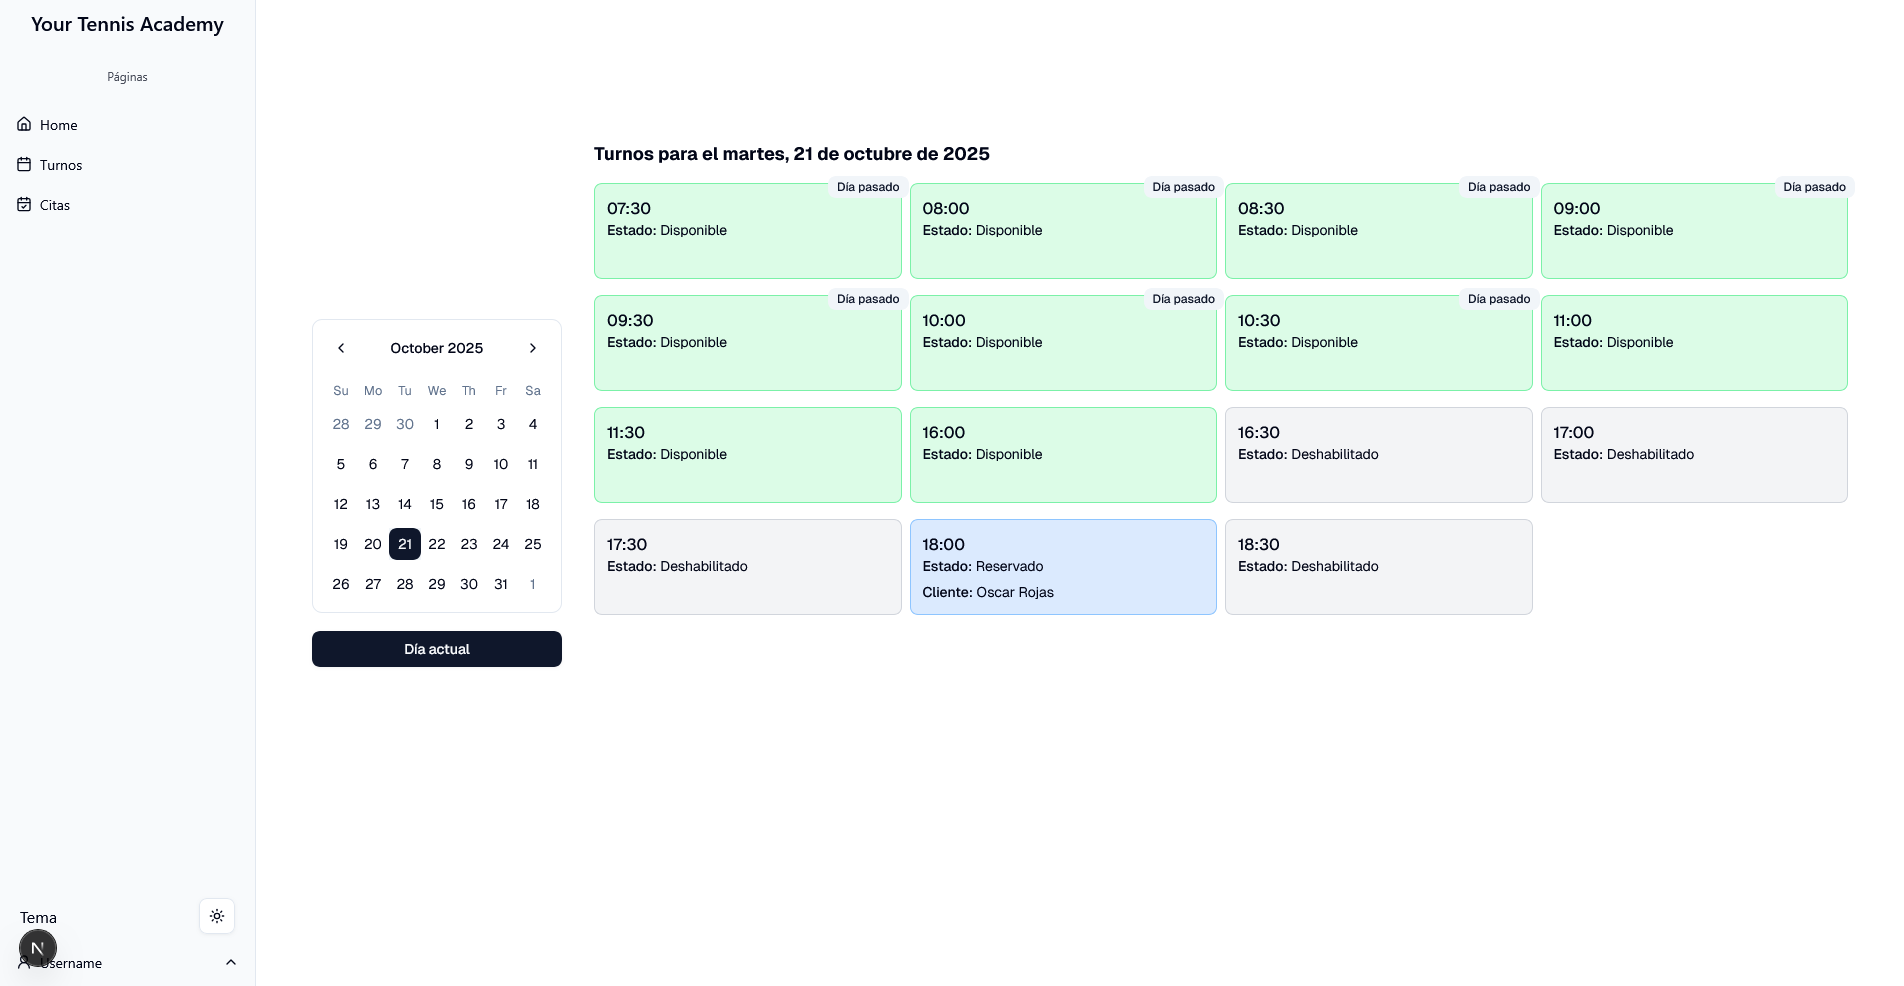 Your Tennis Academy
Páginas
Home
Turnos
Citas
Tema
N
Username
October 2025
Su Mo Tu We Th Fr Sa
28 29 30 1 2 3 4
5 6 7 8 9 10 11
12 13 14 15 16 17 18
19 20 21 22 23 24 25
26 27 28 29 30 31 1
Día actual
Turnos para el martes, 21 de octubre de 2025
Día pasado
07:30
Estado: Disponible
Día pasado
08:00
Estado: Disponible
Día pasado
08:30
Estado: Disponible
Día pasado
09:00
Estado: Disponible
Día pasado
09:30
Estado: Disponible
Día pasado
10:00
Estado: Disponible
Día pasado
10:30
Estado: Disponible
11:00
Estado: Disponible
11:30
Estado: Disponible
16:00
Estado: Disponible
16:30
Estado: Deshabilitado
17:00
Estado: Deshabilitado
17:30
Estado: Deshabilitado
18:00
Estado: Reservado
Cliente: Oscar Rojas
18:30
Estado: Deshabilitado